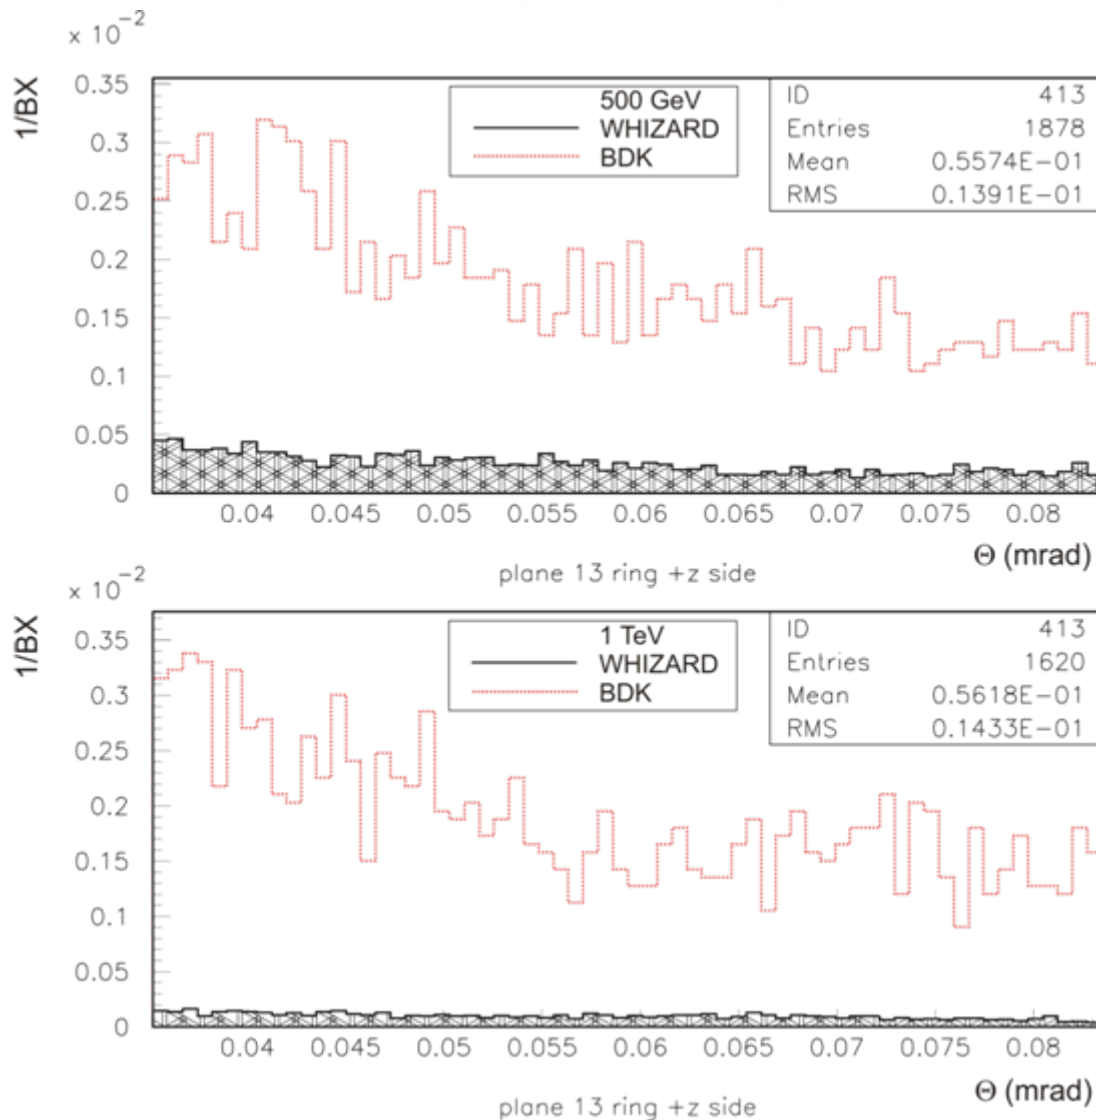 × 10⁻²
1/BX
0.35
0.3
0.25
0.2
0.15
0.1
0.05
0
500 GeV
WHIZARD
BDK
ID 413
Entries 1878
Mean 0.5574E-01
RMS 0.1391E-01
0.04 0.045 0.05 0.055 0.06 0.065 0.07 0.075 0.08
Θ (mrad)
plane 13 ring +z side
× 10⁻²
1/BX
0.35
0.3
0.25
0.2
0.15
0.1
0.05
0
1 TeV
WHIZARD
BDK
ID 413
Entries 1620
Mean 0.5618E-01
RMS 0.1433E-01
0.04 0.045 0.05 0.055 0.06 0.065 0.07 0.075 0.08
Θ (mrad)
plane 13 ring +z side